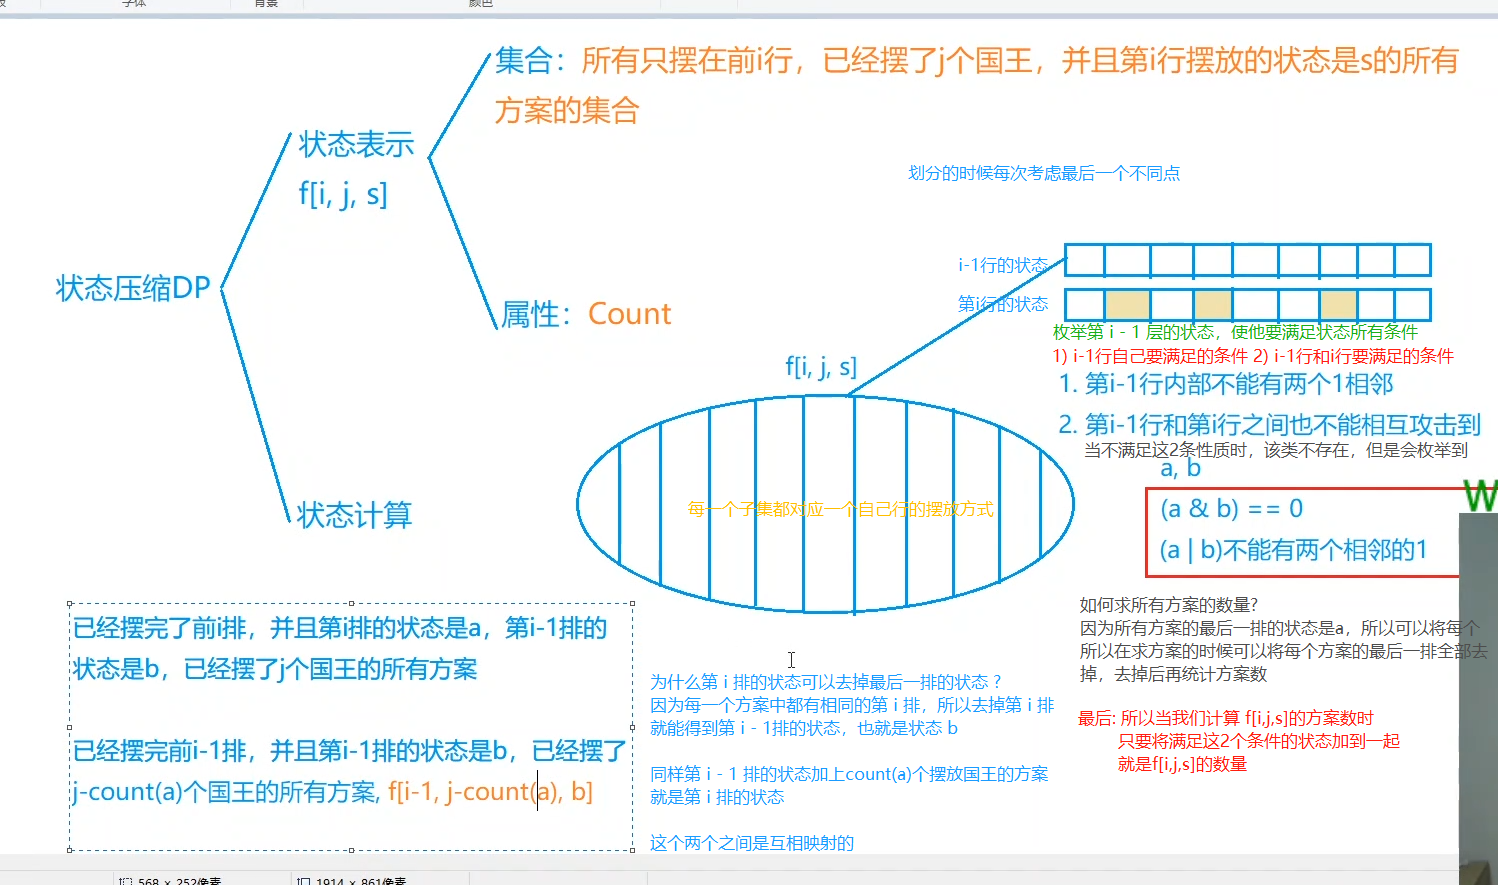 字体
背景
颜色
集合：所有只摆在前i行，已经摆了j个国王，并且第i行摆放的状态是s的所有
方案的集合
状态表示
f[i, j, s]
划分的时候每次考虑最后一个不同点
状态压缩DP
属性：Count
i-1行的状态
第i行的状态
枚举第 i - 1 层的状态，使他要满足状态所有条件
1) i-1行自己要满足的条件 2) i-1行和i行要满足的条件
1. 第i-1行内部不能有两个1相邻
2. 第i-1行和第i行之间也不能相互攻击到
当不满足这2条性质时，该类不存在，但是会枚举到
a, b
(a & b) == 0
(a | b)不能有两个相邻的1
W
f[i, j, s]
每一个子集都对应一个自己行的摆放方式
状态计算
已经摆完了前i排，并且第i排的状态是a，第i-1排的
状态是b，已经摆了j个国王的所有方案
已经摆完前i-1排，并且第i-1排的状态是b，已经摆了
j-count(a)个国王的所有方案, f[i-1, j-count(a), b]
为什么第 i 排的状态可以去掉最后一排的状态？
因为每一个方案中都有相同的第 i 排，所以去掉第 i 排
就能得到第 i - 1排的状态，也就是状态 b
同样第 i - 1 排的状态加上count(a)个摆放国王的方案
就是第 i 排的状态
这个两个之间是互相映射的
如何求所有方案的数量?
因为所有方案的最后一排的状态是a，所以可以将每个
所以在求方案的时候可以将每个方案的最后一排全部去
掉，去掉后再统计方案数
最后: 所以当我们计算 f[i,j,s]的方案数时
只要将满足这2个条件的状态加到一起
就是f[i,j,s]的数量
568 × 252像素
1914 × 861像素